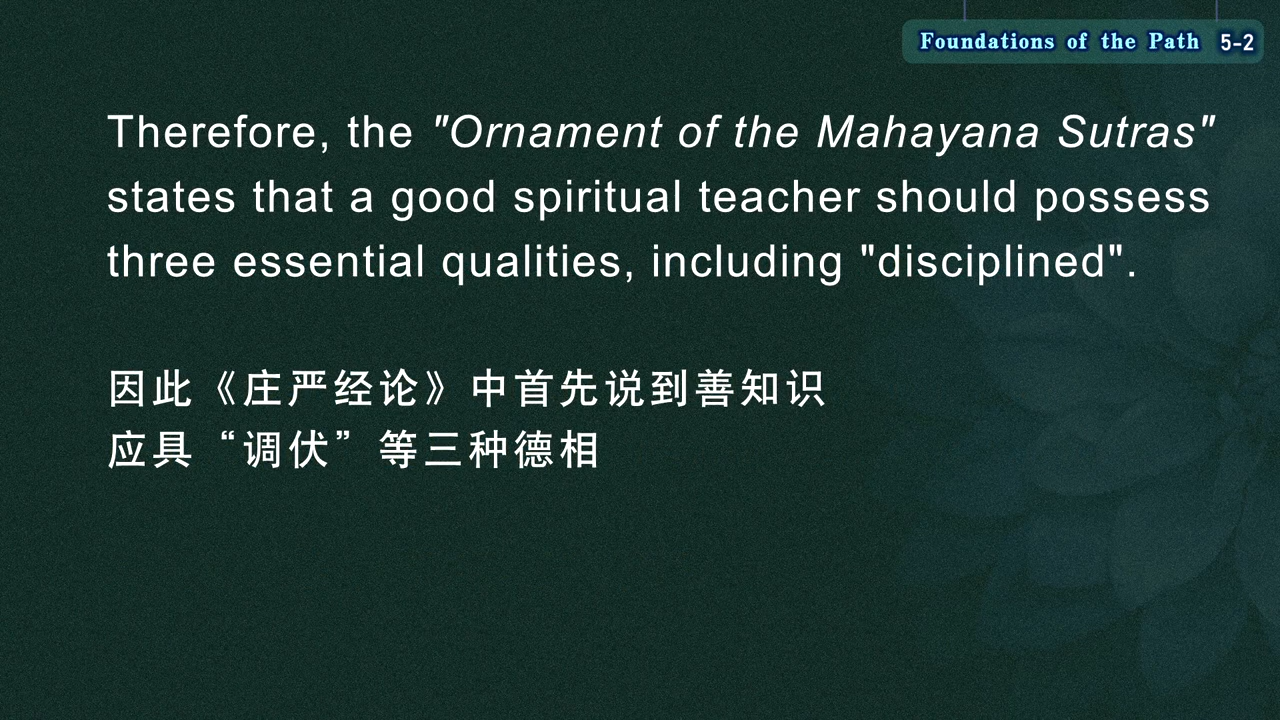 Foundations of the Path 5-2
Therefore, the "Ornament of the Mahayana Sutras"
states that a good spiritual teacher should possess
three essential qualities, including "disciplined".
因此《庄严经论》中首先说到善知识
应具“调伏”等三种德相